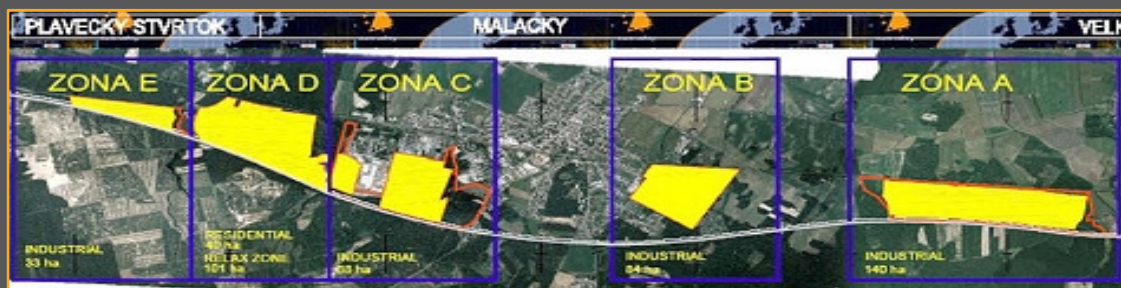 PLAVECKY STVRTOK
MALACKY
VELK
ZONA E
ZONA D
ZONA C
ZONA B
ZONA A
INDUSTRIAL
33 ha
RESIDENTIAL
40 ha
RELAX ZONE
101 ha
INDUSTRIAL
INDUSTRIAL
84 ha
INDUSTRIAL
140 ha